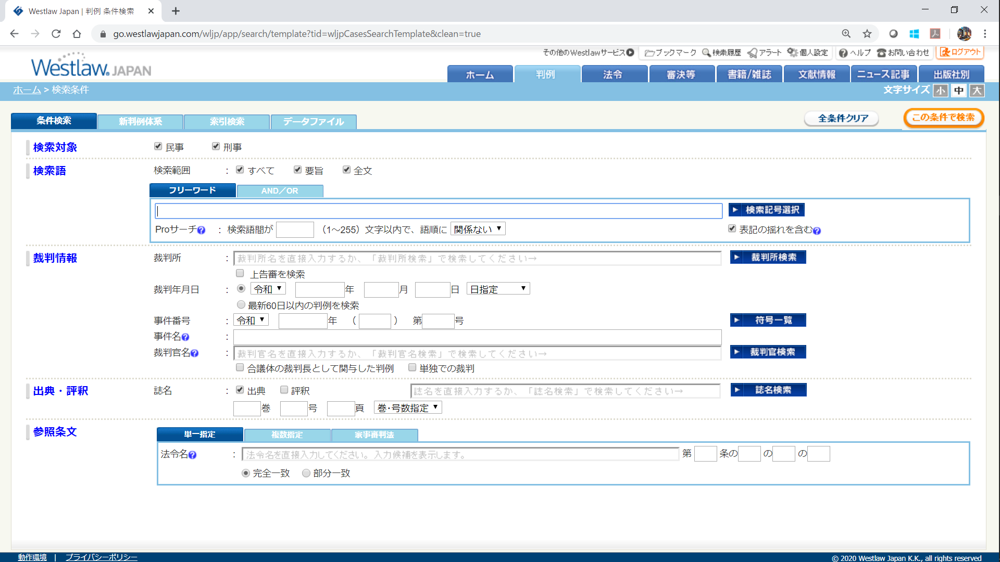 Westlaw Japan | 判例 条件検索
go.westlawjapan.com/wljp/app/search/template?tid=wljpCasesSearchTemplate&clean=true
その他のWestlawサービス ブックマーク 検索履歴 アラート 個人設定 ヘルプ お問い合わせ ログアウト
Westlaw. JAPAN
ホーム 判例 法令 審決等 書籍/雑誌 文献情報 ニュース記事 出版社別
ホーム > 検索条件 文字サイズ 小 中 大
条件検索 新判例体系 索引検索 データファイル 全条件クリア この条件で検索
検索対象 民事 刑事
検索語 検索範囲 : すべて 要旨 全文
フリーワード AND/OR
検索記号選択
Proサーチ : 検索語間が (1~255) 文字以内で、語順に 関係ない 表記の揺れを含む
裁判情報 裁判所 : 裁判所名を直接入力するか、「裁判所検索」で検索してください→ 裁判所検索
上告審を検索
裁判年月日 : 令和 年 月 日 日指定
最新60日以内の判例を検索
事件番号 : 令和 年 ( ) 第 号 符号一覧
事件名 :
裁判官名 : 裁判官名を直接入力するか、「裁判官名検索」で検索してください→ 裁判官検索
合議体の裁判長として関与した判例 単独での裁判
出典・評釈 誌名 : 出典 評釈 誌名を直接入力するか、「誌名検索」で検索してください→ 誌名検索
巻 号 頁 巻・号数指定
参照条文 単一指定 複数指定 家事審判法
法令名 : 法令名を直接入力してください。入力候補を表示します。 第 条の の の
完全一致 部分一致
動作環境 | プライバシーポリシー
© 2020 Westlaw Japan K.K., all rights reserved